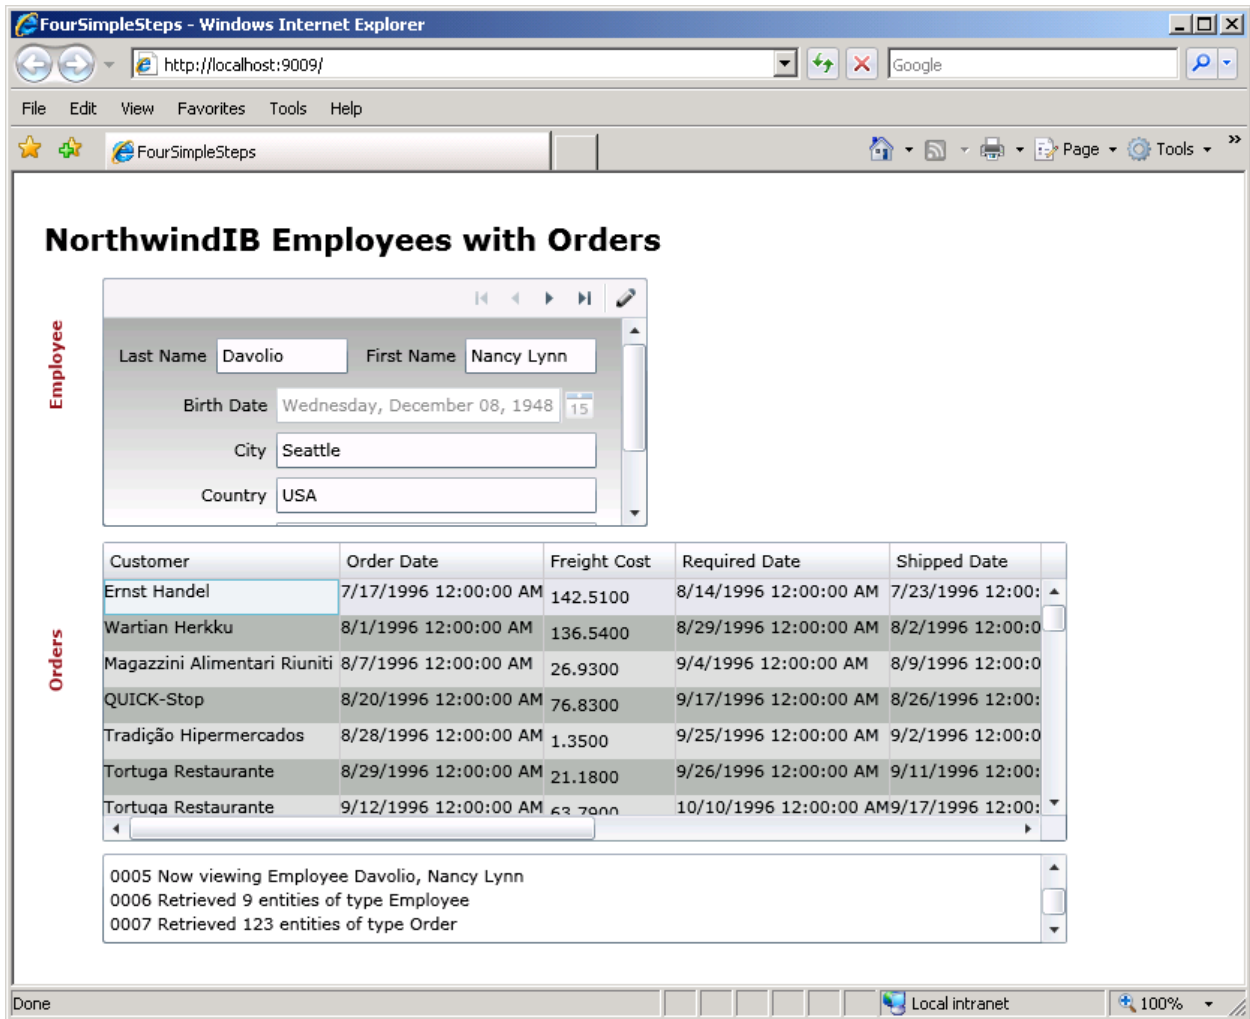 FourSimpleSteps - Windows Internet Explorer
http://localhost:9009/ Google
File Edit View Favorites Tools Help
FourSimpleSteps Page Tools »
NorthwindIB Employees with Orders
Employee
Last Name Davolio First Name Nancy Lynn
Birth Date Wednesday, December 08, 1948 15
City Seattle
Country USA
Orders
Customer Order Date Freight Cost Required Date Shipped Date
Ernst Handel 7/17/1996 12:00:00 AM 142.5100 8/14/1996 12:00:00 AM 7/23/1996 12:00:
Wartian Herkku 8/1/1996 12:00:00 AM 136.5400 8/29/1996 12:00:00 AM 8/2/1996 12:00:0
Magazzini Alimentari Riuniti 8/7/1996 12:00:00 AM 26.9300 9/4/1996 12:00:00 AM 8/9/1996 12:00:0
QUICK-Stop 8/20/1996 12:00:00 AM 76.8300 9/17/1996 12:00:00 AM 8/26/1996 12:00:
Tradição Hipermercados 8/28/1996 12:00:00 AM 1.3500 9/25/1996 12:00:00 AM 9/2/1996 12:00:0
Tortuga Restaurante 8/29/1996 12:00:00 AM 21.1800 9/26/1996 12:00:00 AM 9/11/1996 12:00:
Tortuga Restaurante 9/12/1996 12:00:00 AM 63.7900 10/10/1996 12:00:00 AM 9/17/1996 12:00:
0005 Now viewing Employee Davolio, Nancy Lynn
0006 Retrieved 9 entities of type Employee
0007 Retrieved 123 entities of type Order
Done Local intranet 100%